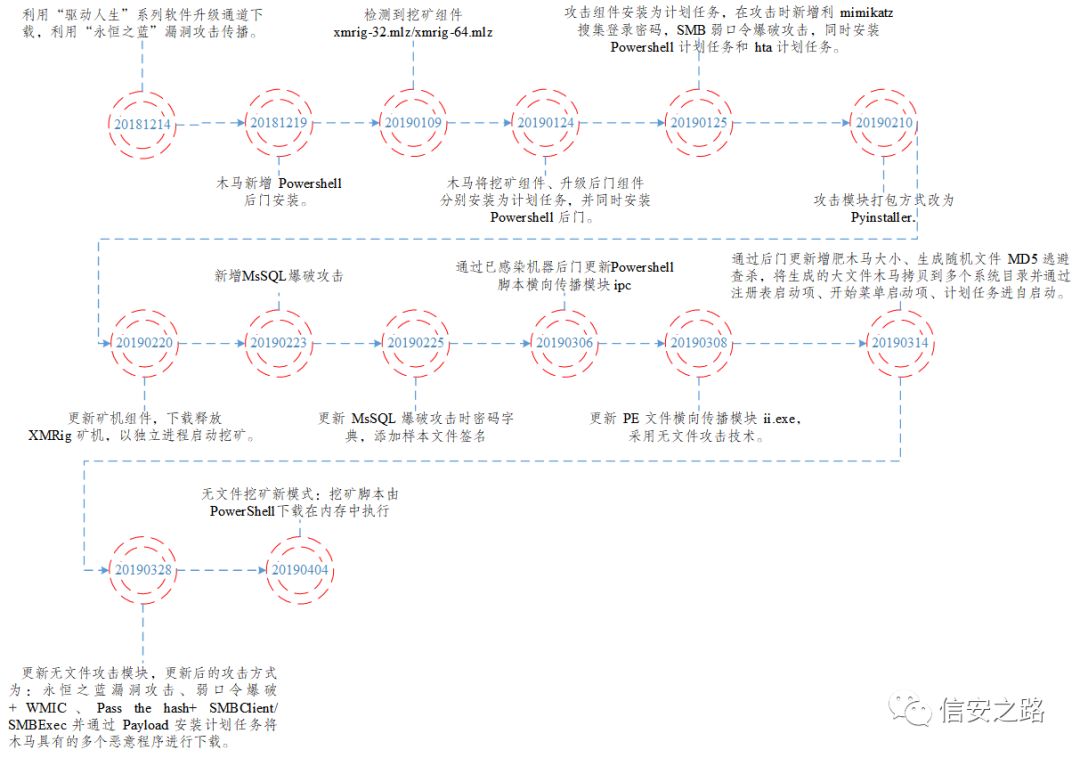 利用“驱动人生”系列软件升级通道下
载，利用“永恒之蓝”漏洞攻击传播。
20181214
20181219
木马新增 Powershell
后门安装。
检测到挖矿组件
xmrig-32.mlz/xmrig-64.mlz
20190109
20190124
木马将挖矿组件、升级后门组件
分别安装为计划任务，并同时安装
Powershell 后门。
攻击组件安装为计划任务，在攻击时新增利 mimikatz
搜集登录密码，SMB 弱口令爆破攻击，同时安装
Powershell 计划任务和 hta 计划任务。
20190125
20190210
攻击模块打包方式改为
Pyinstaller.
20190220
更新矿机组件，下载释放
XMRig 矿机，以独立进程启动挖矿。
新增MsSQL爆破攻击
20190223
20190225
更新 MsSQL 爆破攻击时密码字
典，添加样本文件签名
通过已感染机器后门更新Powershell
脚本横向传播模块 ipc
20190306
20190308
更新 PE 文件横向传播模块 ii.exe，
采用无文件攻击技术。
通过后门更新增肥木马大小、生成随机文件 MD5 逃避
查杀，将生成的大文件木马拷贝到多个系统目录并通过
注册表启动项、开始菜单启动项、计划任务进自启动。
20190314
20190328
更新无文件攻击模块，更新后的攻击方式
为：永恒之蓝漏洞攻击、弱口令爆破
+ WMIC 、 Pass the hash+ SMBClient/
SMBExec 并通过 Payload 安装计划任务将
木马具有的多个恶意程序进行下载。
无文件挖矿新模式：挖矿脚本由
PowerShell下载在内存中执行
20190404
信安之路